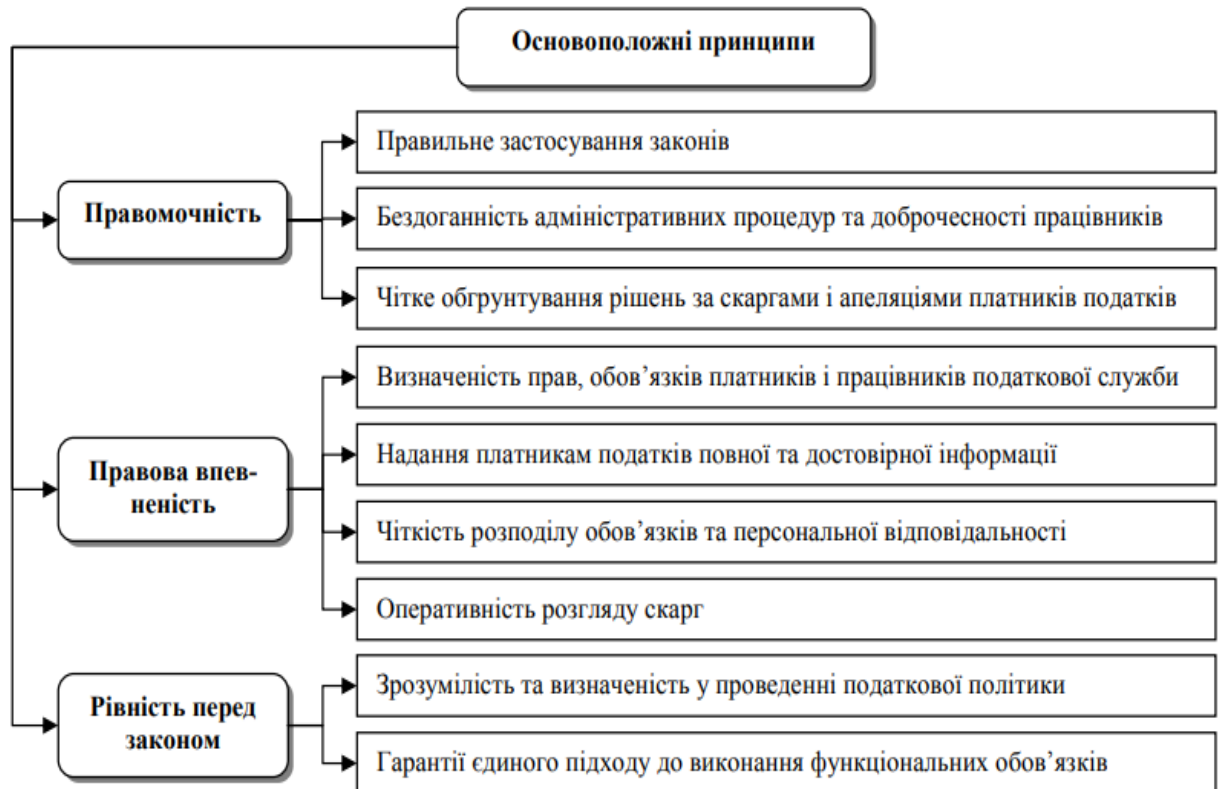 Основоположні принципи
Правомочність
Правильне застосування законів
Бездоганність адміністративних процедур та доброчесності працівників
Чітке обгрунтування рішень за скаргами і апеляціями платників податків
Правова впев-
неність
Визначеність прав, обов’язків платників і працівників податкової служби
Надання платникам податків повної та достовірної інформації
Чіткість розподілу обов’язків та персональної відповідальності
Оперативність розгляду скарг
Рівність перед
законом
Зрозумілість та визначеність у проведенні податкової політики
Гарантії єдиного підходу до виконання функціональних обов’язків